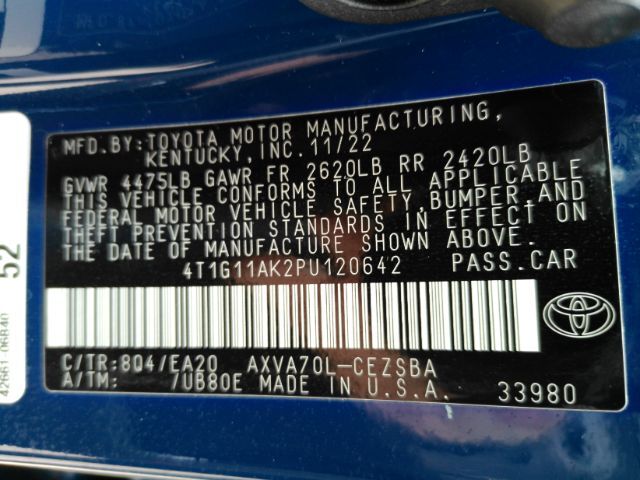 MFD.BY:TOYOTA MOTOR MANUFACTURING,
KENTUCKY,INC.11/22
GVWR 4475LB GAWR FR 2620LB RR 2420LB
THIS VEHICLE CONFORMS TO ALL APPLICABLE
FEDERAL MOTOR VEHICLE SAFETY,BUMPER,AND
THEFT PREVENTION STANDARDS IN EFFECT ON
THE DATE OF MANUFACTURE SHOWN ABOVE.
4T1G11AK2PU120642 PASS.CAR
C/TR:8Q4/EA20 AXVA70L-CEZSBA
A/TM: /UB80E MADE IN U.S.A. 33980
52
42661-06B40